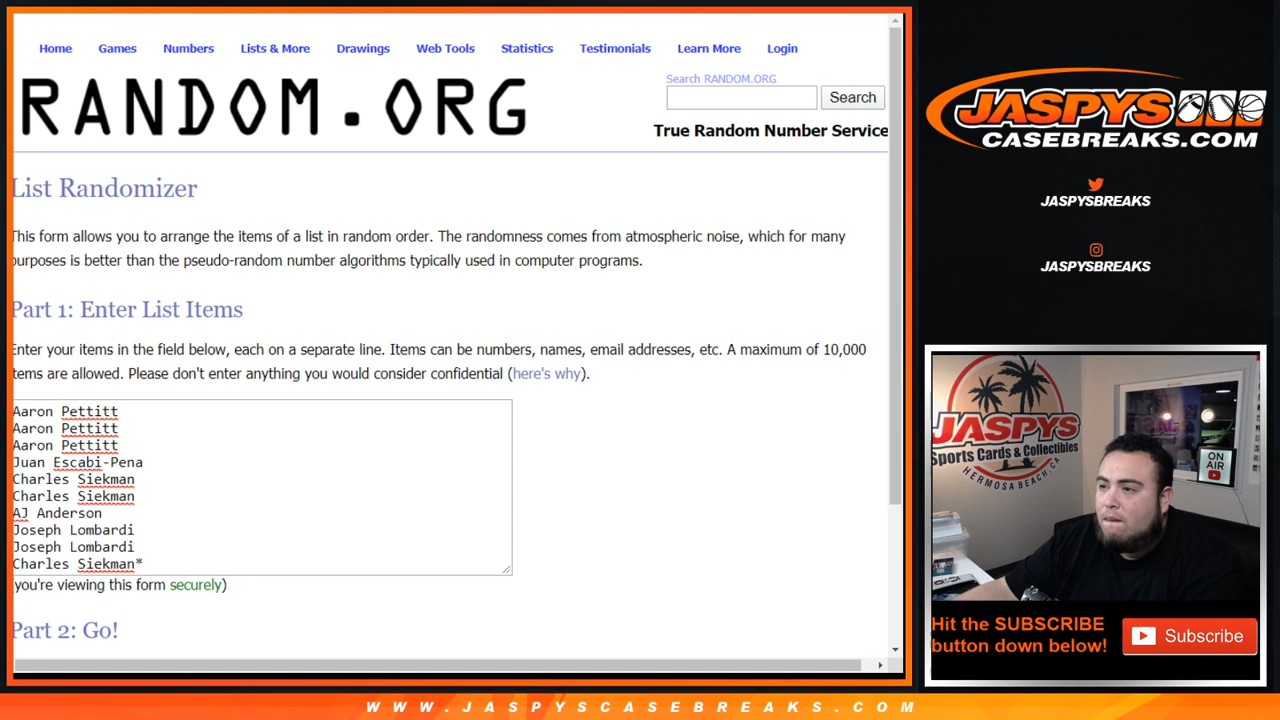 Home Games Numbers Lists & More Drawings Web Tools Statistics Testimonials Learn More Login
RANDOM.ORG
Search RANDOM.ORG
Search
True Random Number Service
List Randomizer
This form allows you to arrange the items of a list in random order. The randomness comes from atmospheric noise, which for many
purposes is better than the pseudo-random number algorithms typically used in computer programs.
Part 1: Enter List Items
Enter your items in the field below, each on a separate line. Items can be numbers, names, email addresses, etc. A maximum of 10,000
items are allowed. Please don't enter anything you would consider confidential (here's why).
Aaron Pettitt
Aaron Pettitt
Aaron Pettitt
Juan Escabi-Pena
Charles Siekman
Charles Siekman
AJ Anderson
Joseph Lombardi
Joseph Lombardi
Charles Siekman*
(you're viewing this form securely)
Part 2: Go!
JASPYS
CASEBREAKS.COM
JASPYSBREAKS
JASPYSBREAKS
JASPYS
Sports Cards & Collectibles
HERMOSA BEACH, CA
ON
AIR
Hit the SUBSCRIBE
button down below!
Subscribe
WWW.JASPYSCASEBREAKS.COM